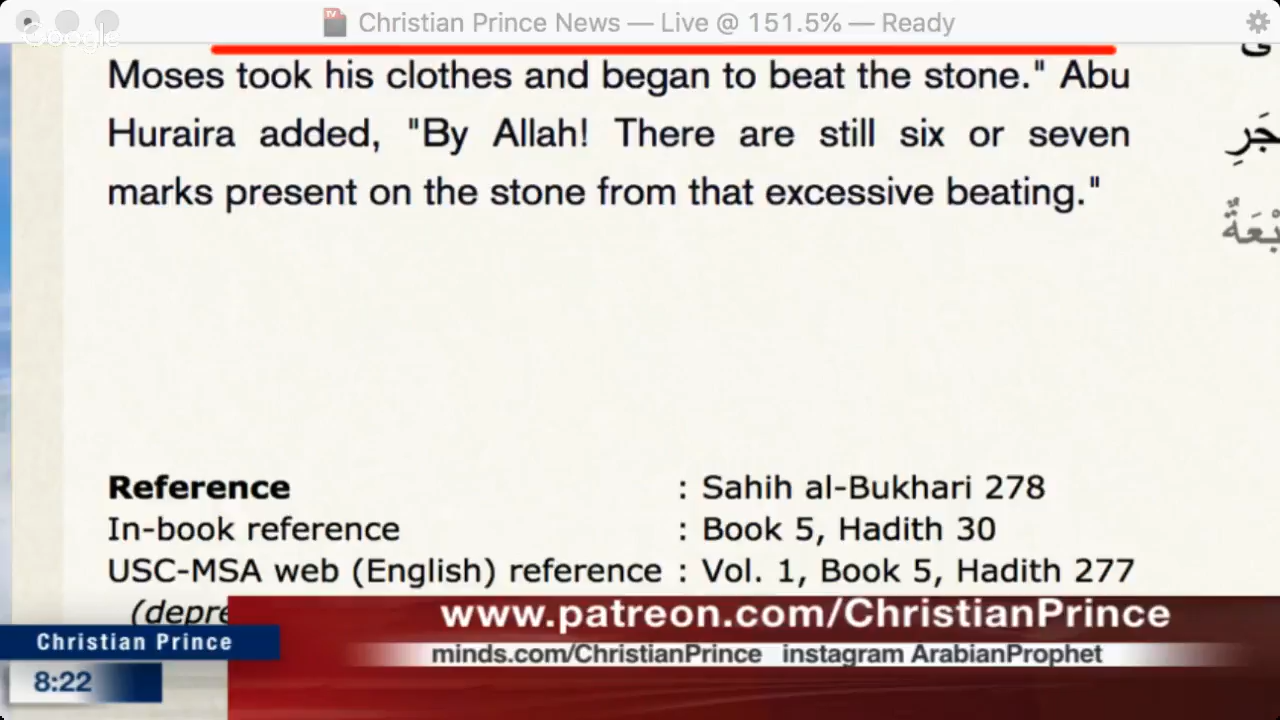 Google
Christian Prince News — Live @ 151.5% — Ready
Moses took his clothes and began to beat the stone." Abu
Huraira added, "By Allah! There are still six or seven
marks present on the stone from that excessive beating."
Reference : Sahih al-Bukhari 278
In-book reference : Book 5, Hadith 30
USC-MSA web (English) reference : Vol. 1, Book 5, Hadith 277
www.patreon.com/ChristianPrince
Christian Prince
minds.com/ChristianPrince instagram ArabianProphet
8:22